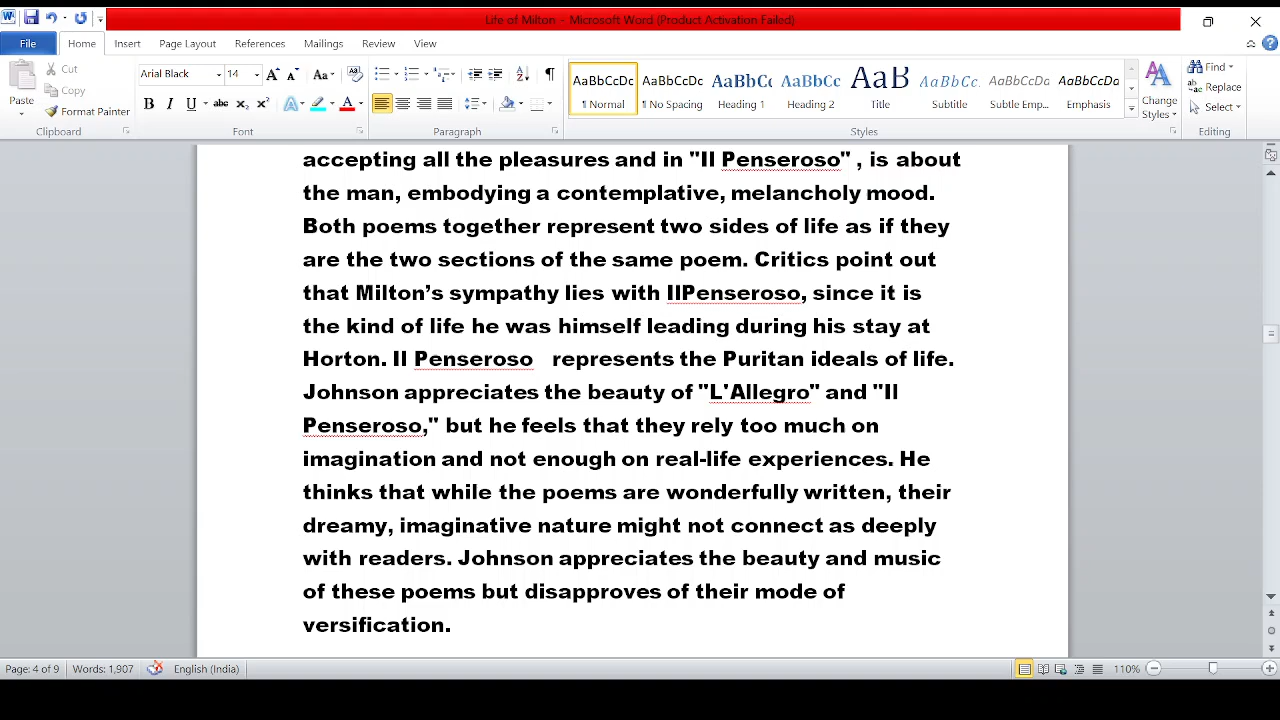 Life of Milton - Microsoft Word (Product Activation Failed)
File Home Insert Page Layout References Mailings Review View
Paste Cut Copy Format Painter
Arial Black 14
AaBbCcDc AaBbCcDc AaBbCc AaBbCc AaB AaBbCc. AaBbCcDc AaBbCcDc
¶ Normal ¶ No Spacing Heading 1 Heading 2 Title Subtitle Subtle Emp... Emphasis
Change Styles
Find Replace Select
Clipboard Font Paragraph Styles Editing
accepting all the pleasures and in "Il Penseroso" , is about
the man, embodying a contemplative, melancholy mood.
Both poems together represent two sides of life as if they
are the two sections of the same poem. Critics point out
that Milton’s sympathy lies with IlPenseroso, since it is
the kind of life he was himself leading during his stay at
Horton. Il Penseroso represents the Puritan ideals of life.
Johnson appreciates the beauty of "L'Allegro" and "Il
Penseroso," but he feels that they rely too much on
imagination and not enough on real-life experiences. He
thinks that while the poems are wonderfully written, their
dreamy, imaginative nature might not connect as deeply
with readers. Johnson appreciates the beauty and music
of these poems but disapproves of their mode of
versification.
Page: 4 of 9 Words: 1,907 English (India) 110%